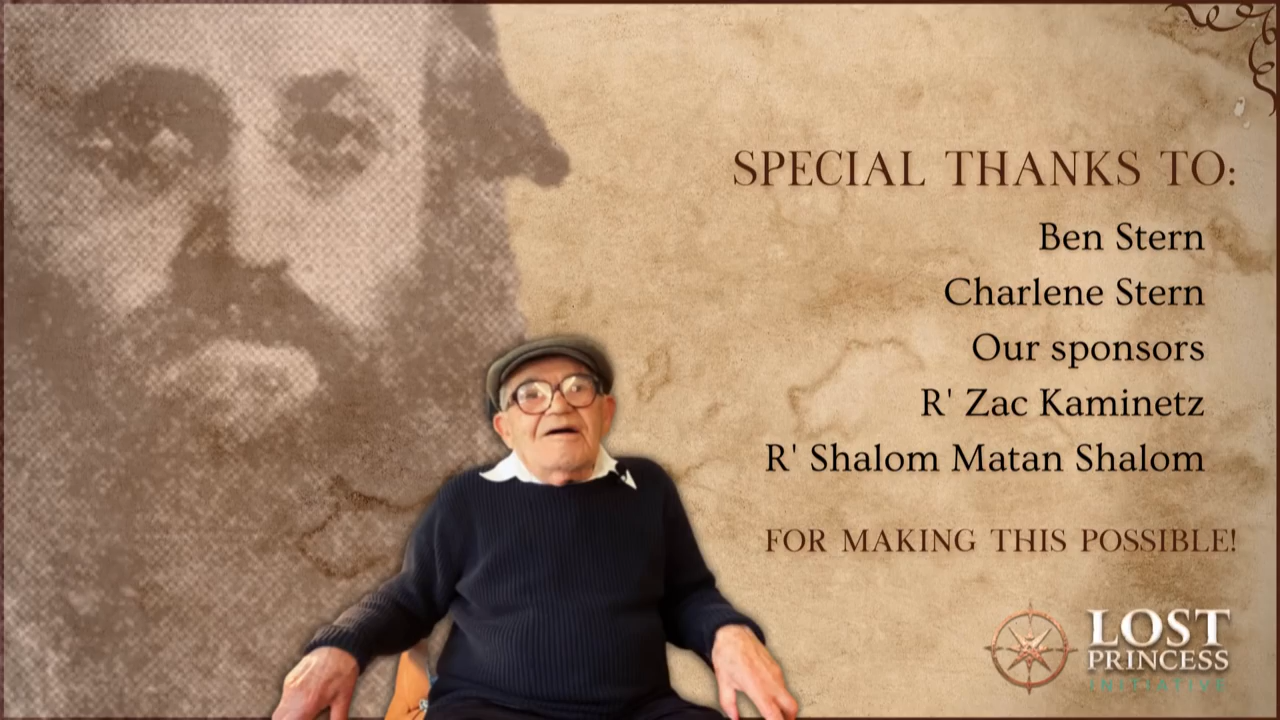 SPECIAL THANKS TO:
Ben Stern
Charlene Stern
Our sponsors
R' Zac Kaminetz
R' Shalom Matan Shalom
FOR MAKING THIS POSSIBLE!
LOST
PRINCESS
INITIATIVE